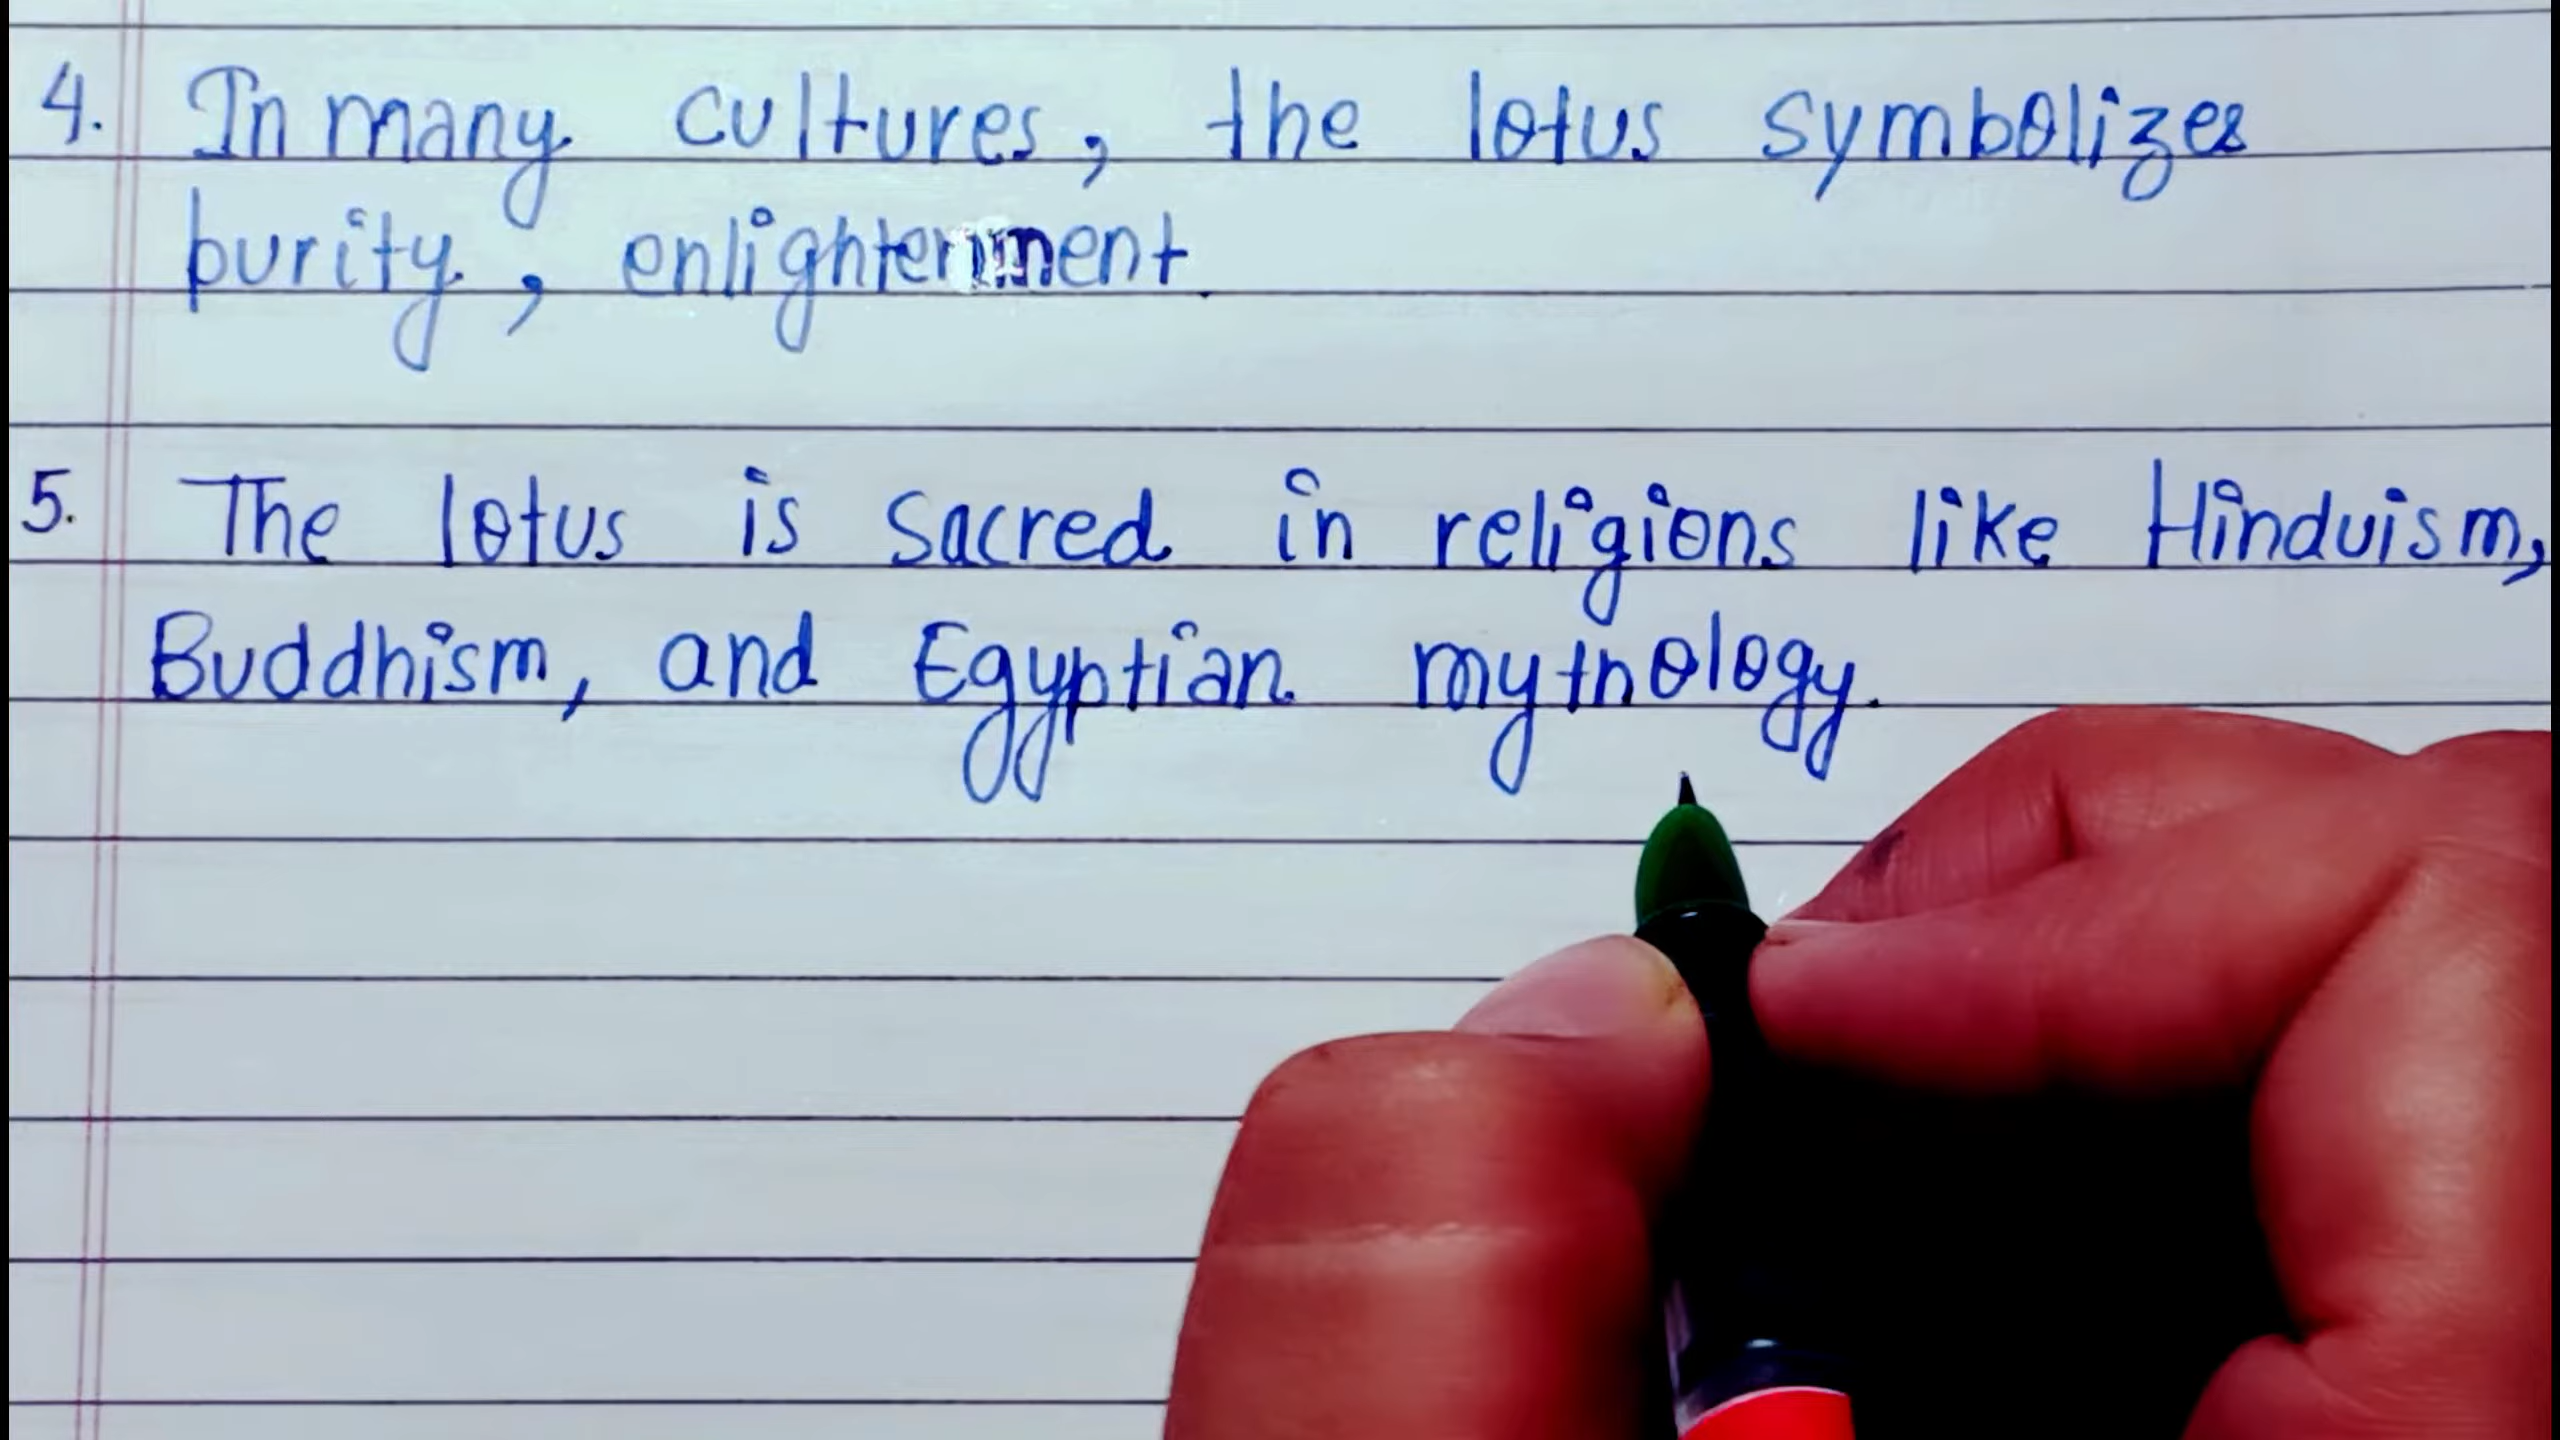 4. In many cultures, the lotus symbolizes
purity, enlightenment.
5. The lotus is sacred in religions like Hinduism,
Buddhism, and Egyptian mythology.